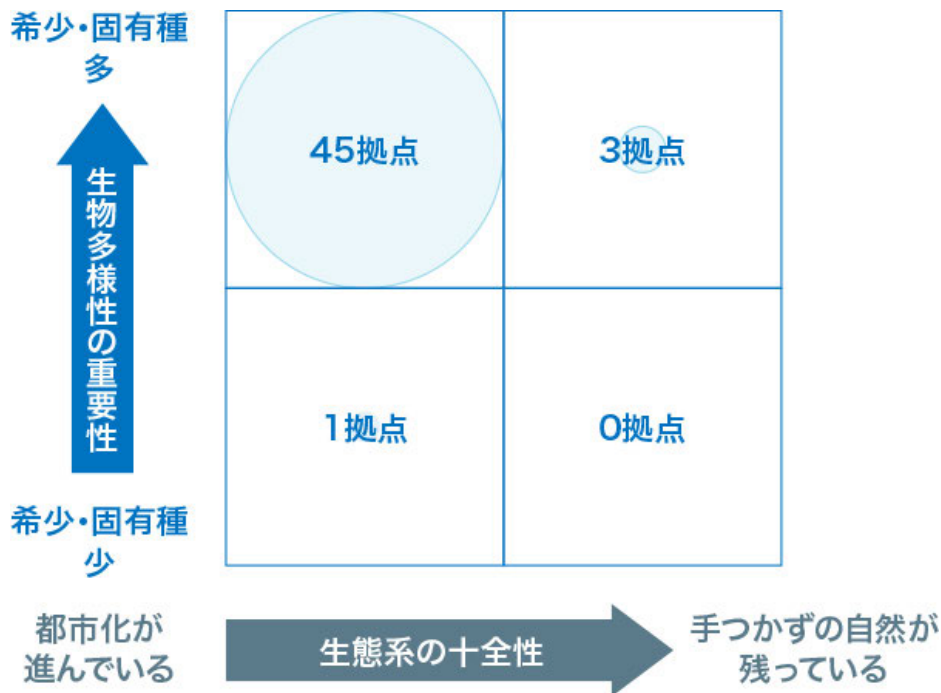 希少・固有種
多
45拠点
3拠点
生物多様性の重要性
1拠点
0拠点
希少・固有種
少
都市化が
進んでいる
生態系の十全性
手つかずの自然が
残っている